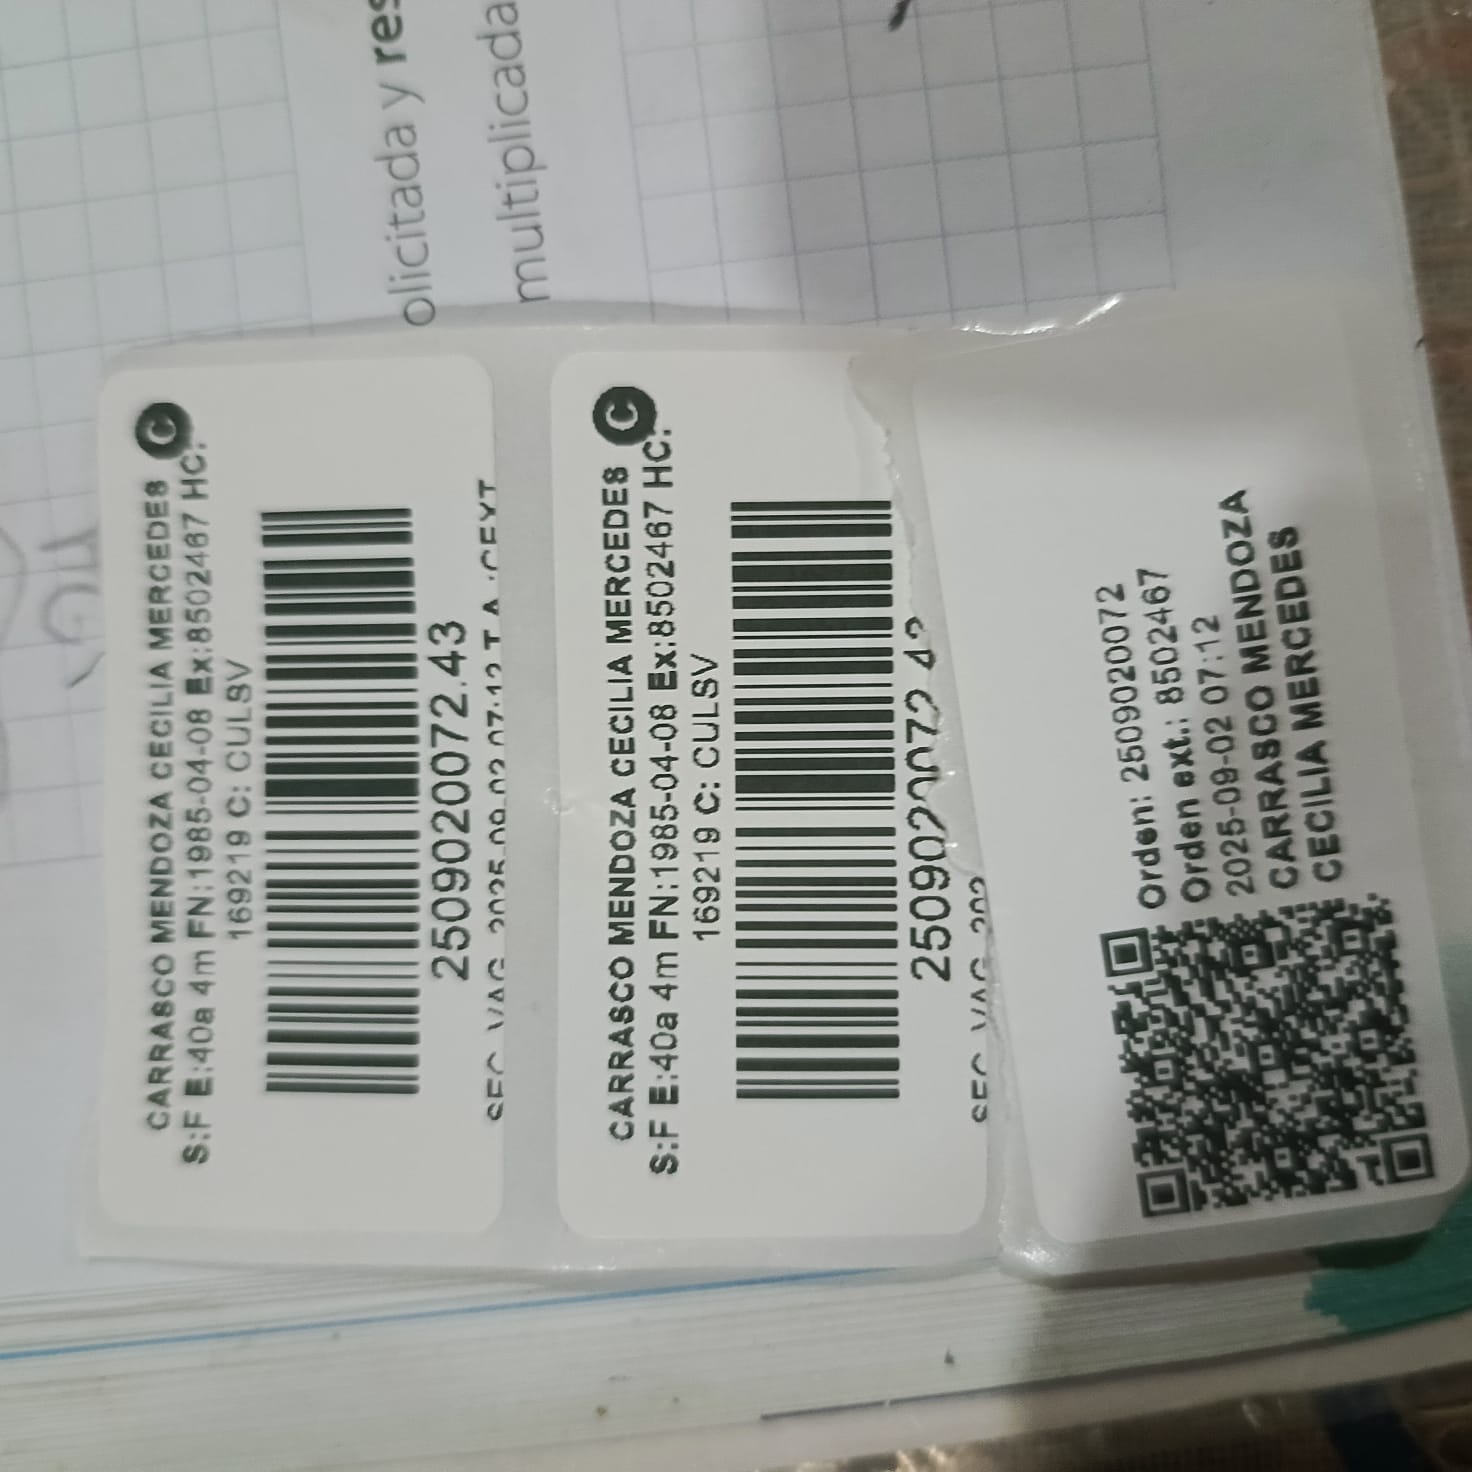 olicitada y res
multiplicada
CARRASCO MENDOZA CECILIA MERCEDES C
S:F E:40a 4m FN:1985-04-08 Ex:8502467 HC:
169219 C: CULSV
2509020072.43
CARRASCO MENDOZA CECILIA MERCEDES C
S:F E:40a 4m FN:1985-04-08 Ex:8502467 HC:
169219 C: CULSV
2509020072.43
Orden: 2509020072
Orden ext.: 8502467
2025-09-02 07:12
CARRASCO MENDOZA
CECILIA MERCEDES